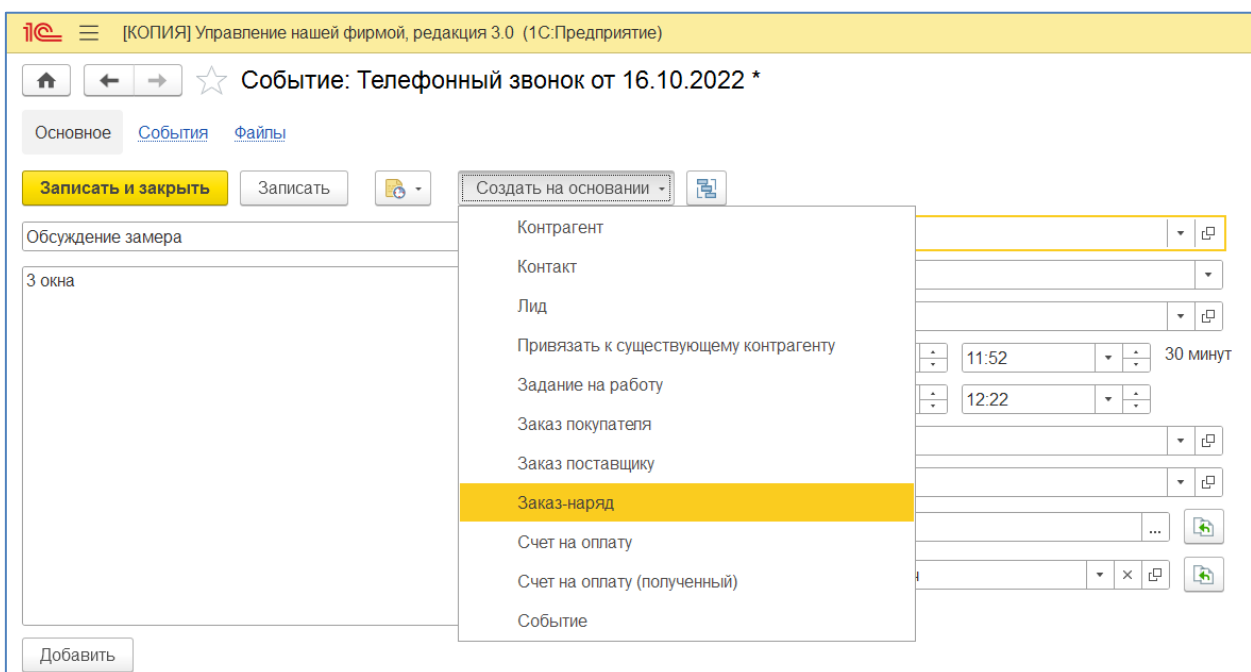 1С [КОПИЯ] Управление нашей фирмой, редакция 3.0 (1С:Предприятие)
Событие: Телефонный звонок от 16.10.2022 *
Основное События Файлы
Записать и закрыть Записать Создать на основании
Обсуждение замера
3 окна
Контрагент
Контакт
Лид
Привязать к существующему контрагенту
11:52 30 минут
Задание на работу
12:22
Заказ покупателя
Заказ поставщику
Заказ-наряд
...
Счет на оплату
Счет на оплату (полученный)
Событие
Добавить